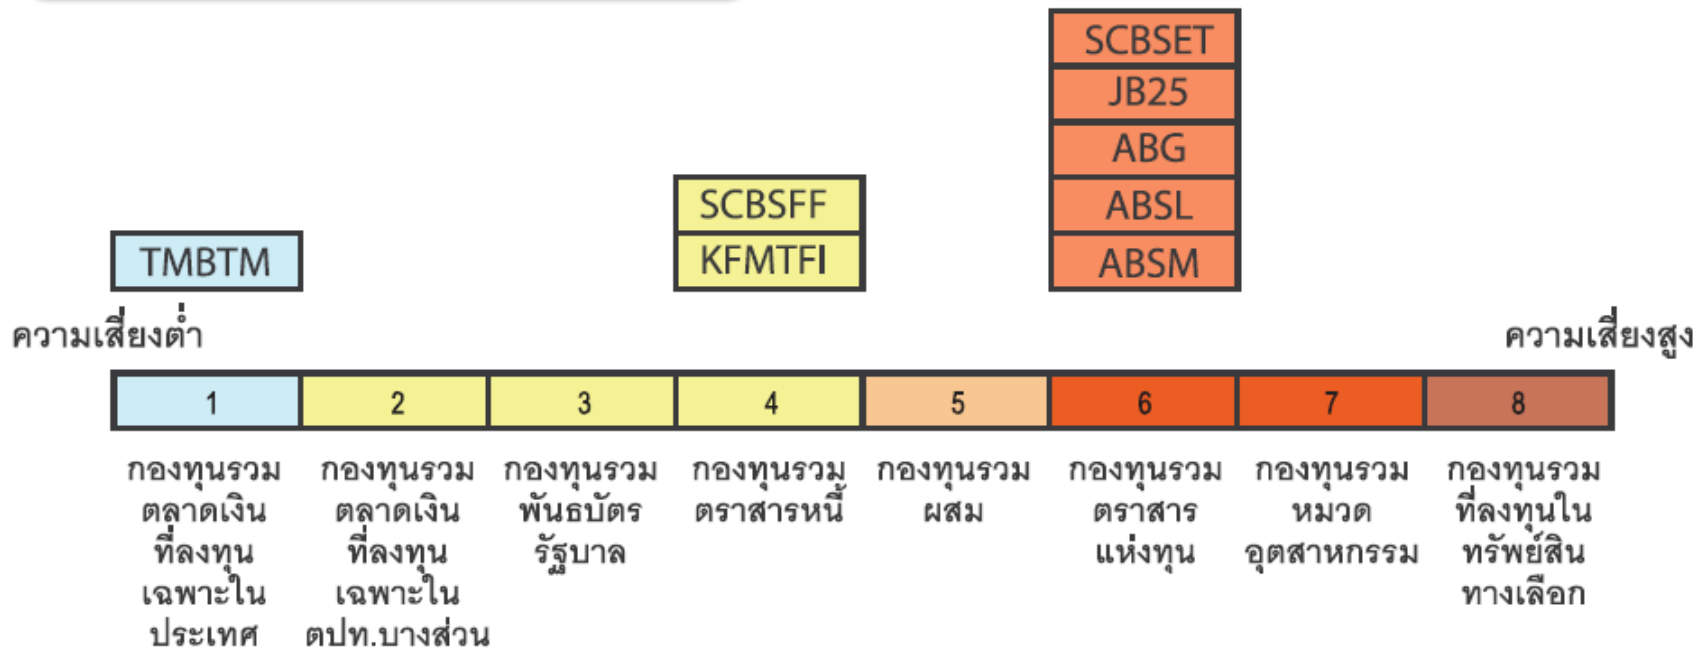 SCBSET
JB25
ABG
SCBSFF
ABSL
TMBTM
KFMTFI
ABSM
ความเสี่ยงต่ำ
ความเสี่ยงสูง
1
2
3
4
5
6
7
8
กองทุนรวม
ตลาดเงิน
ที่ลงทุน
เฉพาะใน
ประเทศ
กองทุนรวม
ตลาดเงิน
ที่ลงทุน
เฉพาะใน
ตปท.บางส่วน
กองทุนรวม
พันธบัตร
รัฐบาล
กองทุนรวม
ตราสารหนี้
กองทุนรวม
ผสม
กองทุนรวม
ตราสาร
แห่งทุน
กองทุนรวม
หมวด
อุตสาหกรรม
กองทุนรวม
ที่ลงทุนใน
ทรัพย์สิน
ทางเลือก